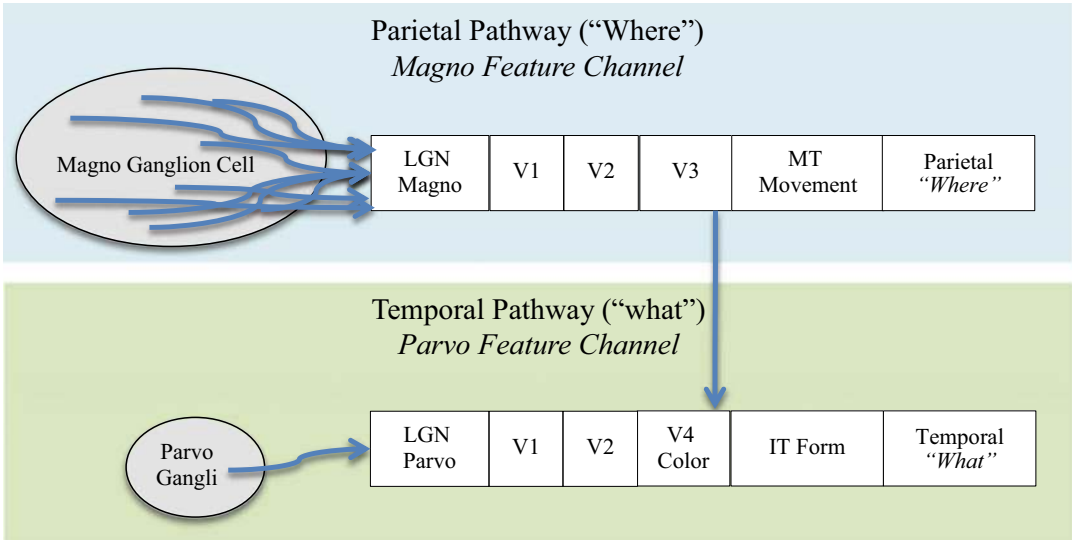 Parietal Pathway (“Where”)
Magno Feature Channel
Magno Ganglion Cell
LGN
Magno
V1
V2
V3
MT
Movement
Parietal
“Where”
Temporal Pathway (“what”)
Parvo Feature Channel
Parvo
Gangli
LGN
Parvo
V1
V2
V4
Color
IT Form
Temporal
“What”